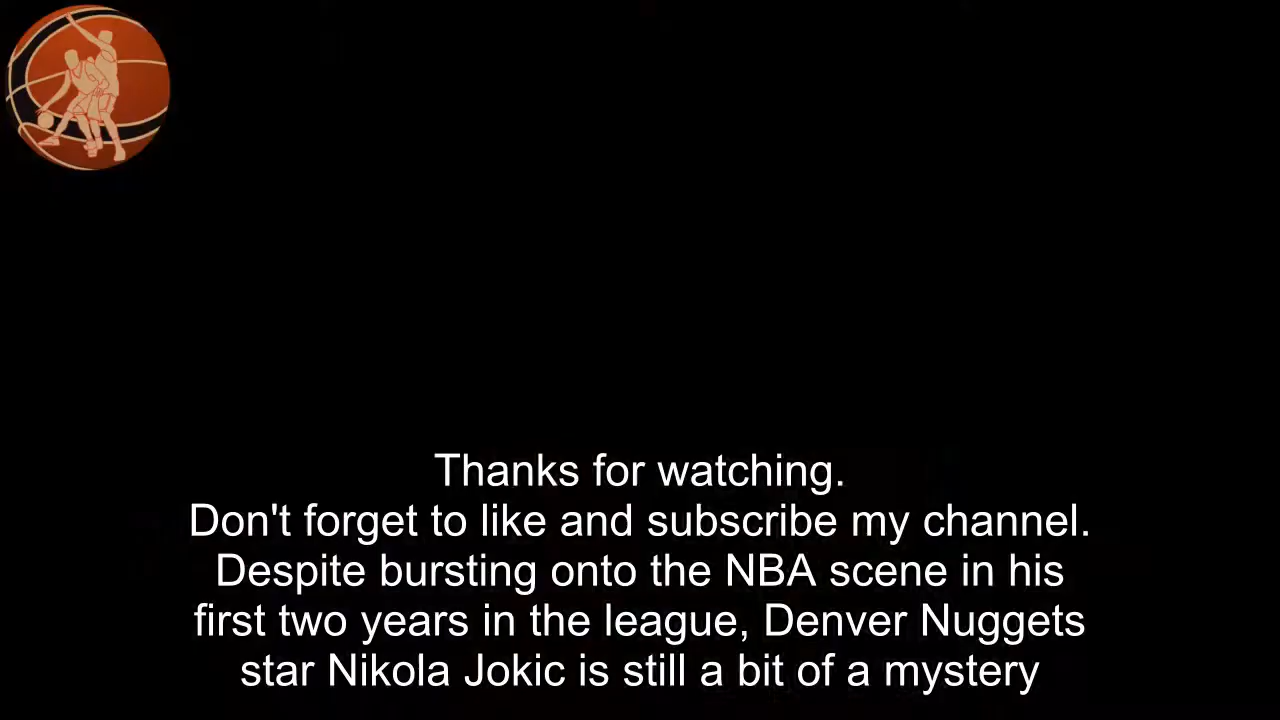 Thanks for watching.
Don't forget to like and subscribe my channel.
Despite bursting onto the NBA scene in his
first two years in the league, Denver Nuggets
star Nikola Jokic is still a bit of a mystery